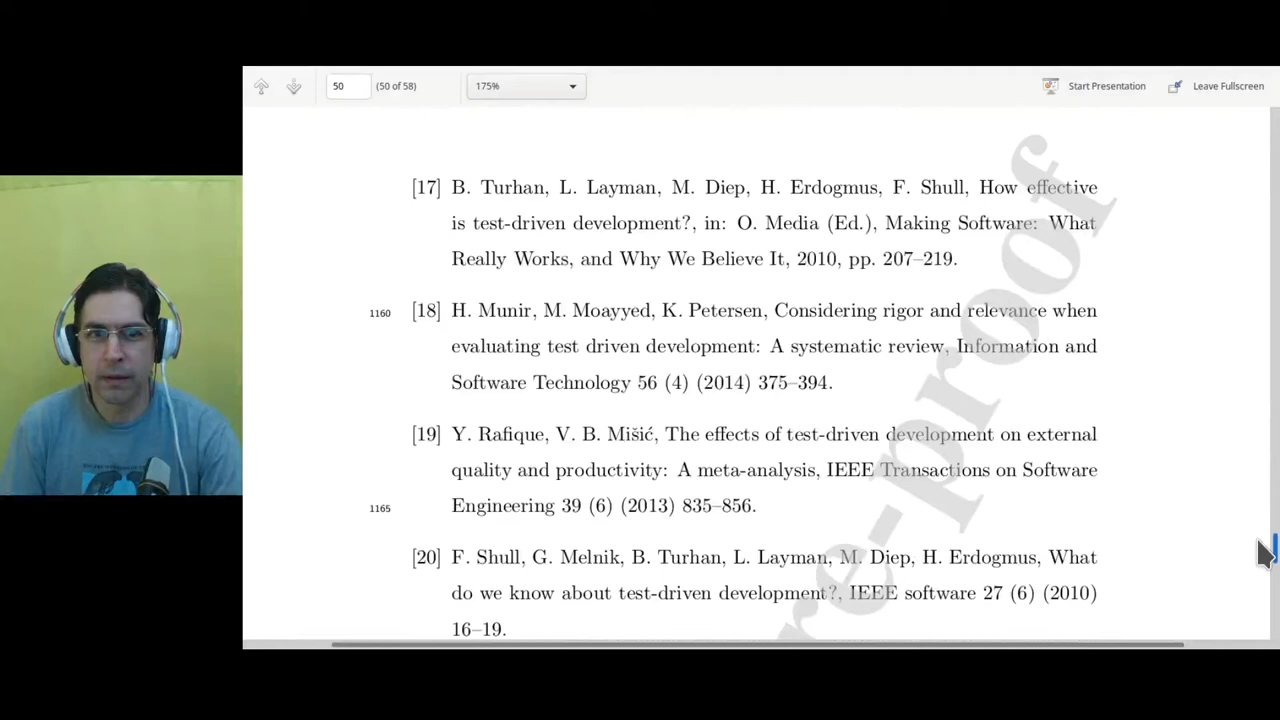 50 (50 of 58) 175% Start Presentation Leave Fullscreen
[17] B. Turhan, L. Layman, M. Diep, H. Erdogmus, F. Shull, How effective
is test-driven development?, in: O. Media (Ed.), Making Software: What
Really Works, and Why We Believe It, 2010, pp. 207–219.
1160 [18] H. Munir, M. Moayyed, K. Petersen, Considering rigor and relevance when
evaluating test driven development: A systematic review, Information and
Software Technology 56 (4) (2014) 375–394.
[19] Y. Rafique, V. B. Mišić, The effects of test-driven development on external
quality and productivity: A meta-analysis, IEEE Transactions on Software
1165 Engineering 39 (6) (2013) 835–856.
[20] F. Shull, G. Melnik, B. Turhan, L. Layman, M. Diep, H. Erdogmus, What
do we know about test-driven development?, IEEE software 27 (6) (2010)
16–19.
re-proof